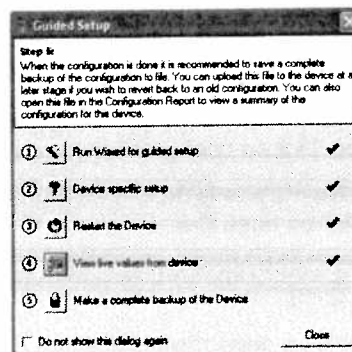 Guided Setup
Step 5:
When the configuration is done it is recommended to save a complete
backup of the configuration to file. You can upload this file to the device at a
later stage if you wish to revert back to an old configuration. You can also
open this file in the Configuration Report to view a summary of the
configuration for this device.
1 Run Wizard for guided setup
2 Device specific setup
3 Restart the Device
4 View live values from device
5 Make a complete backup of the Device
Do not show this dialog again
Close